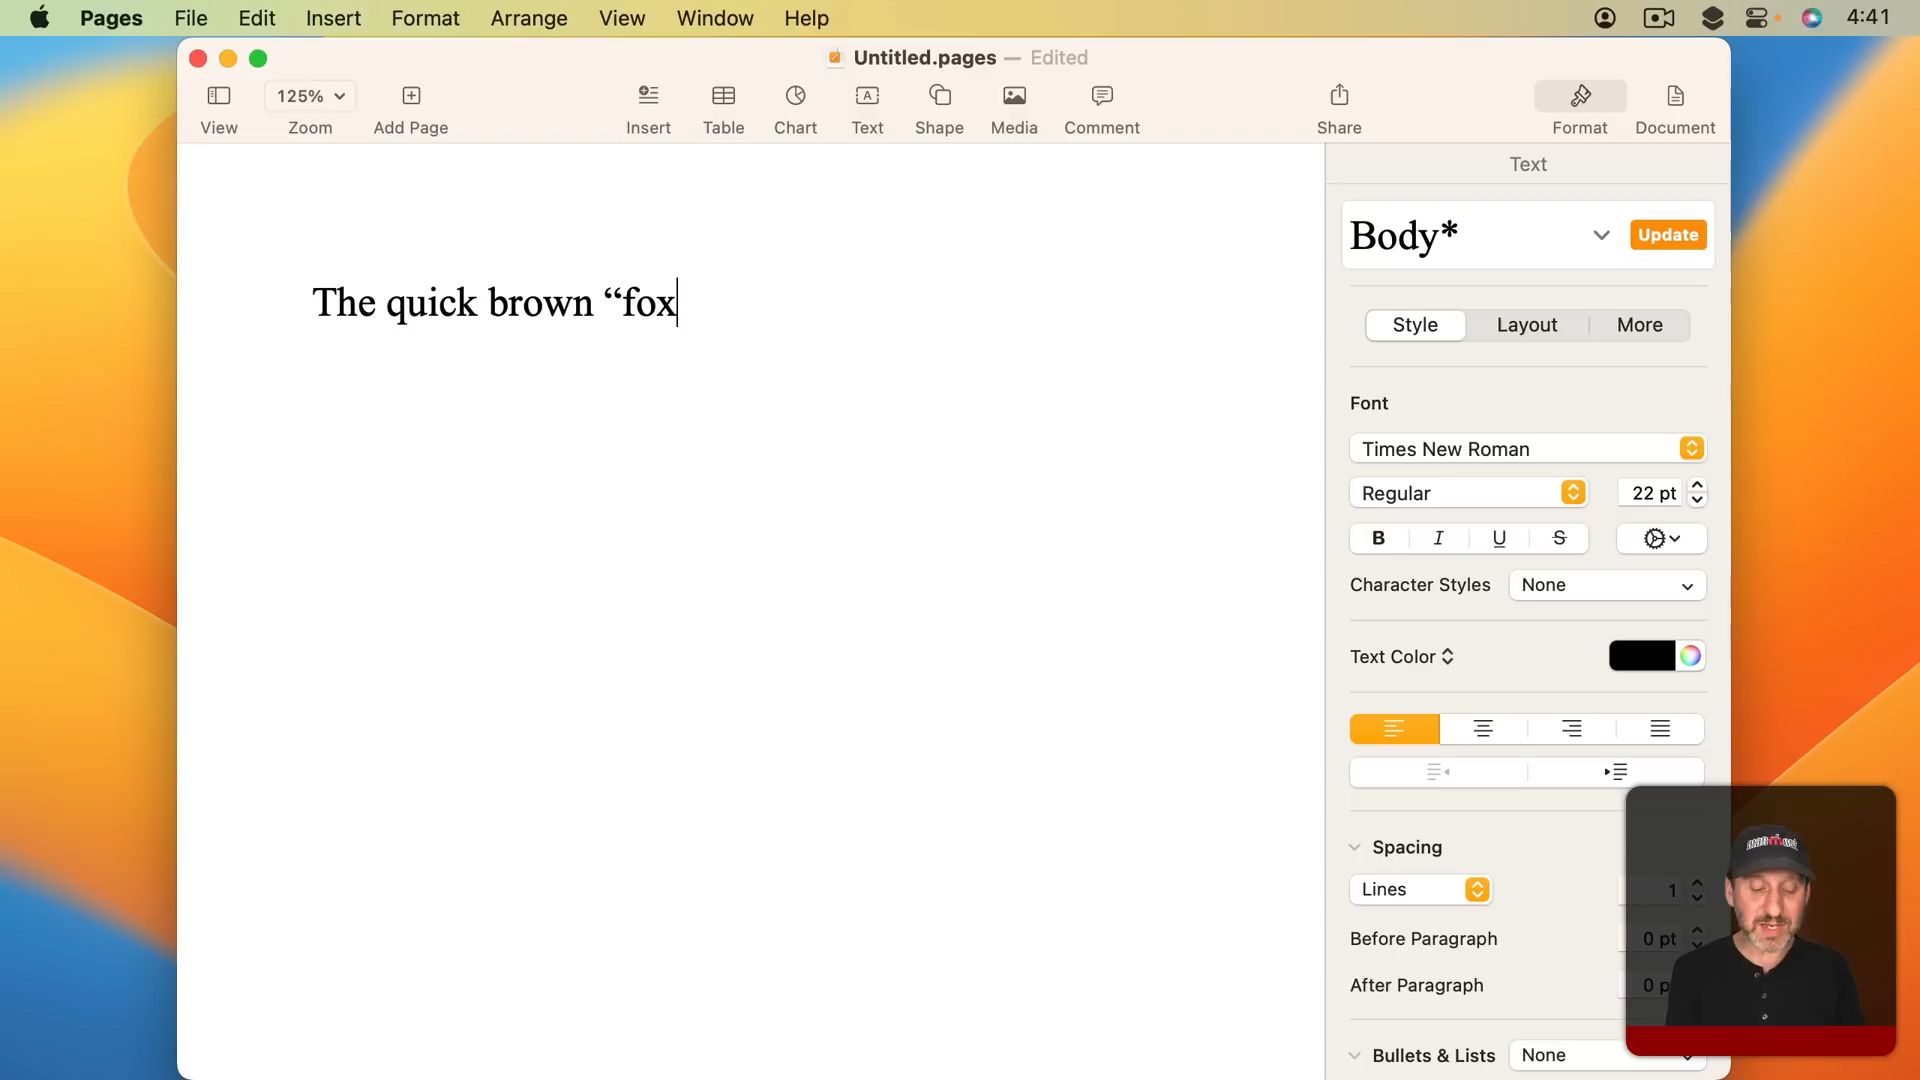 Pages File Edit Insert Format Arrange View Window Help 4:41
Untitled.pages — Edited
125%
View Zoom Add Page Insert Table Chart Text Shape Media Comment Share Format Document
Text
Body* Update
The quick brown “fox
Style Layout More
Font
Times New Roman
Regular 22 pt
B I U S
Character Styles None
Text Color
Spacing
Lines 1
Before Paragraph 0 pt
After Paragraph 0 p
Bullets & Lists None